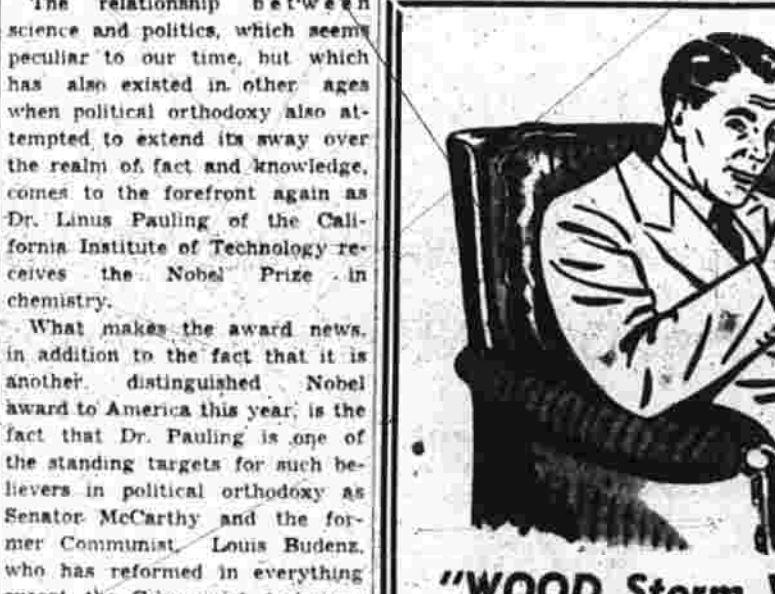 The relationship between
science and politics, which seems
peculiar to our time, but which
has also existed in other ages
when political orthodoxy also at-
tempted to extend its sway over
the realm of fact and knowledge,
comes to the forefront again as
Dr. Linus Pauling of the Cali-
fornia Institute of Technology re-
ceives the Nobel Prize in
chemistry.
What makes the award news,
in addition to the fact that it is
another distinguished Nobel
award to America this year, is the
fact that Dr. Pauling is one of
the standing targets for such be-
lievers in political orthodoxy as
Senator McCarthy and the for-
mer Communist, Louis Budenz,
who has reformed in everything
"WOOD Storm